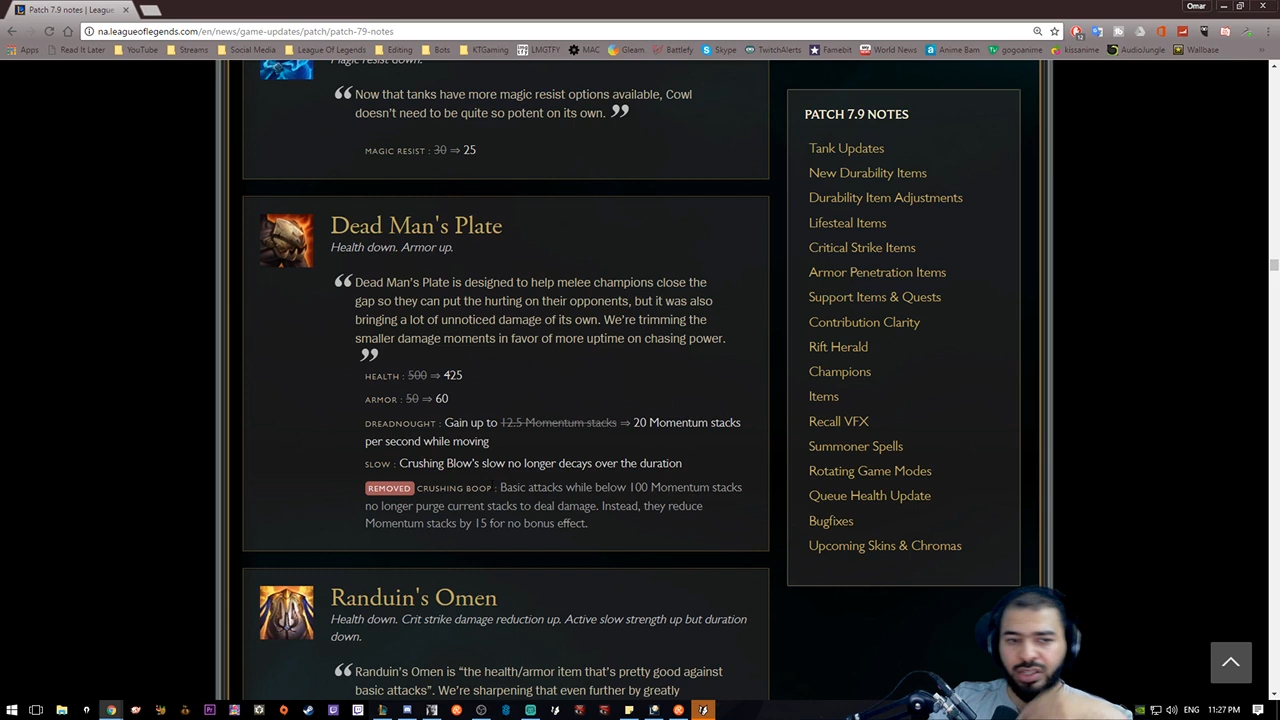 Patch 7.9 notes | League
Omar
na.leagueoflegends.com/en/news/game-updates/patch/patch-79-notes
Apps Read It Later YouTube Streams Social Media League Of Legends Editing Bots KTGaming LMGTFY MAC Gleam Battlefy Skype TwitchAlerts Famebit World News Anime Bam gogoanime kissanime AudioJungle Wallbase
Magic resist down.
“ Now that tanks have more magic resist options available, Cowl
doesn't need to be quite so potent on its own. ”
MAGIC RESIST : 30 ⇒ 25
Dead Man's Plate
Health down. Armor up.
“ Dead Man's Plate is designed to help melee champions close the
gap so they can put the hurting on their opponents, but it was also
bringing a lot of unnoticed damage of its own. We're trimming the
smaller damage moments in favor of more uptime on chasing power.
”
HEALTH : 500 ⇒ 425
ARMOR : 50 ⇒ 60
DREADNOUGHT : Gain up to 12.5 Momentum stacks ⇒ 20 Momentum stacks
per second while moving
SLOW : Crushing Blow's slow no longer decays over the duration
REMOVED CRUSHING BOOP : Basic attacks while below 100 Momentum stacks
no longer purge current stacks to deal damage. Instead, they reduce
Momentum stacks by 15 for no bonus effect.
Randuin's Omen
Health down. Crit strike damage reduction up. Active slow strength up but duration
down.
“ Randuin's Omen is “the health/armor item that's pretty good against
basic attacks”. We're sharpening that even further by greatly
PATCH 7.9 NOTES
Tank Updates
New Durability Items
Durability Item Adjustments
Lifesteal Items
Critical Strike Items
Armor Penetration Items
Support Items & Quests
Contribution Clarity
Rift Herald
Champions
Items
Recall VFX
Summoner Spells
Rotating Game Modes
Queue Health Update
Bugfixes
Upcoming Skins & Chromas
ENG 11:27 PM